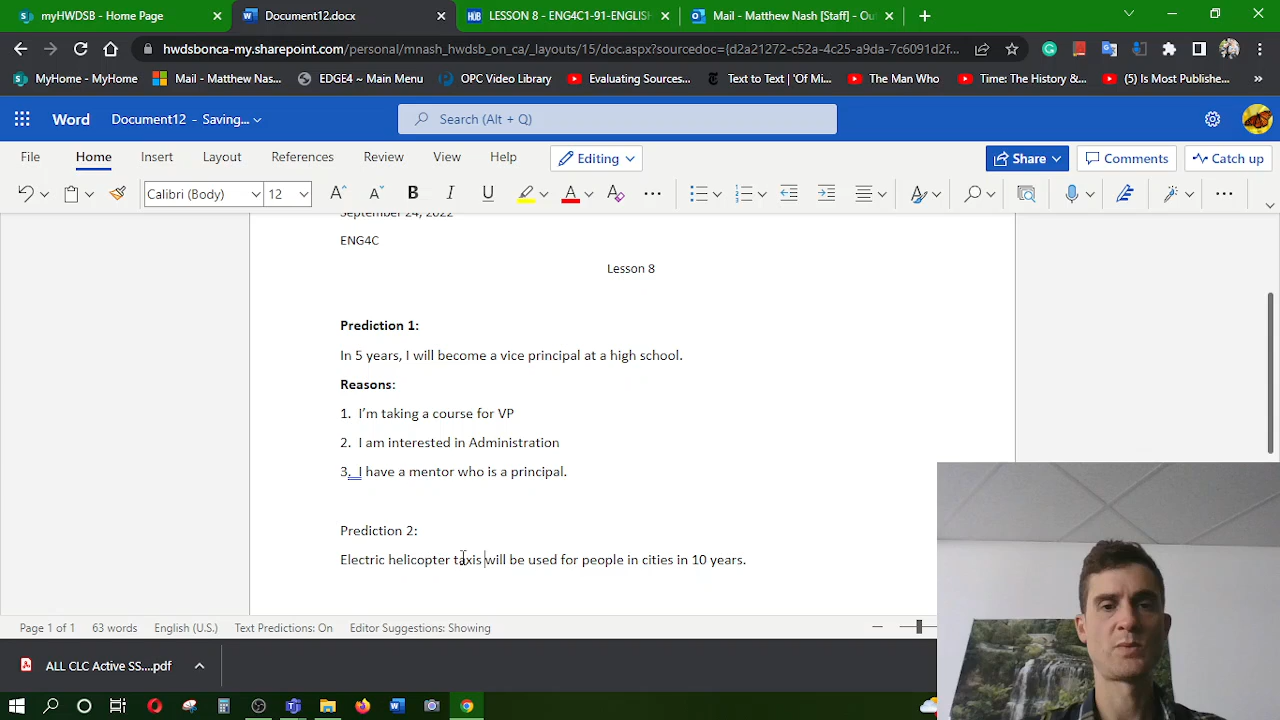 myHWDSB - Home Page
Document12.docx
LESSON 8 - ENG4C1-91-ENGLISH
Mail - Matthew Nash [Staff] - Out
hwdsbonca-my.sharepoint.com/personal/mnash_hwdsb_on_ca/_layouts/15/doc.aspx?sourcedoc={d2a21272-c52a-4c25-a9da-7c6091d2f...
MyHome - MyHome
Mail - Matthew Nas...
EDGE4 ~ Main Menu
OPC Video Library
Evaluating Sources...
Text to Text | 'Of Mi...
The Man Who
Time: The History &...
(5) Is Most Publishe...
Word
Document12 - Saving...
Search (Alt + Q)
File Home Insert Layout References Review View Help
Editing
Share
Comments
Catch up
Calibri (Body) 12
September 24, 2022
ENG4C
Lesson 8
Prediction 1:
In 5 years, I will become a vice principal at a high school.
Reasons:
1. I'm taking a course for VP
2. I am interested in Administration
3. I have a mentor who is a principal.
Prediction 2:
Electric helicopter taxis will be used for people in cities in 10 years.
Page 1 of 1 63 words English (U.S.) Text Predictions: On Editor Suggestions: Showing
ALL CLC Active SS....pdf